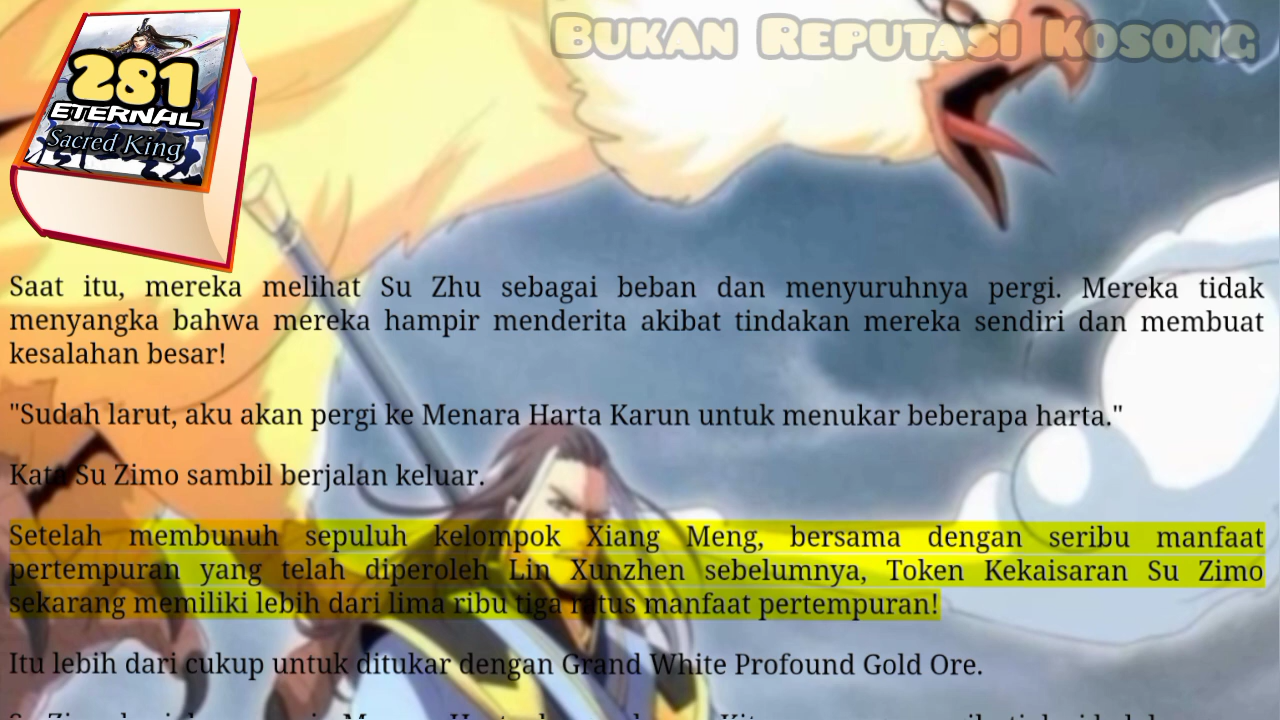 Bukan Reputasi Kosong
281
ETERNAL
Sacred King
Saat itu, mereka melihat Su Zhu sebagai beban dan menyuruhnya pergi. Mereka tidak
menyangka bahwa mereka hampir menderita akibat tindakan mereka sendiri dan membuat
kesalahan besar!
"Sudah larut, aku akan pergi ke Menara Harta Karun untuk menukar beberapa harta."
Kata Su Zimo sambil berjalan keluar.
Setelah membunuh sepuluh kelompok Xiang Meng, bersama dengan seribu manfaat
pertempuran yang telah diperoleh Lin Xunzhen sebelumnya, Token Kekaisaran Su Zimo
sekarang memiliki lebih dari lima ribu tiga ratus manfaat pertempuran!
Itu lebih dari cukup untuk ditukar dengan Grand White Profound Gold Ore.